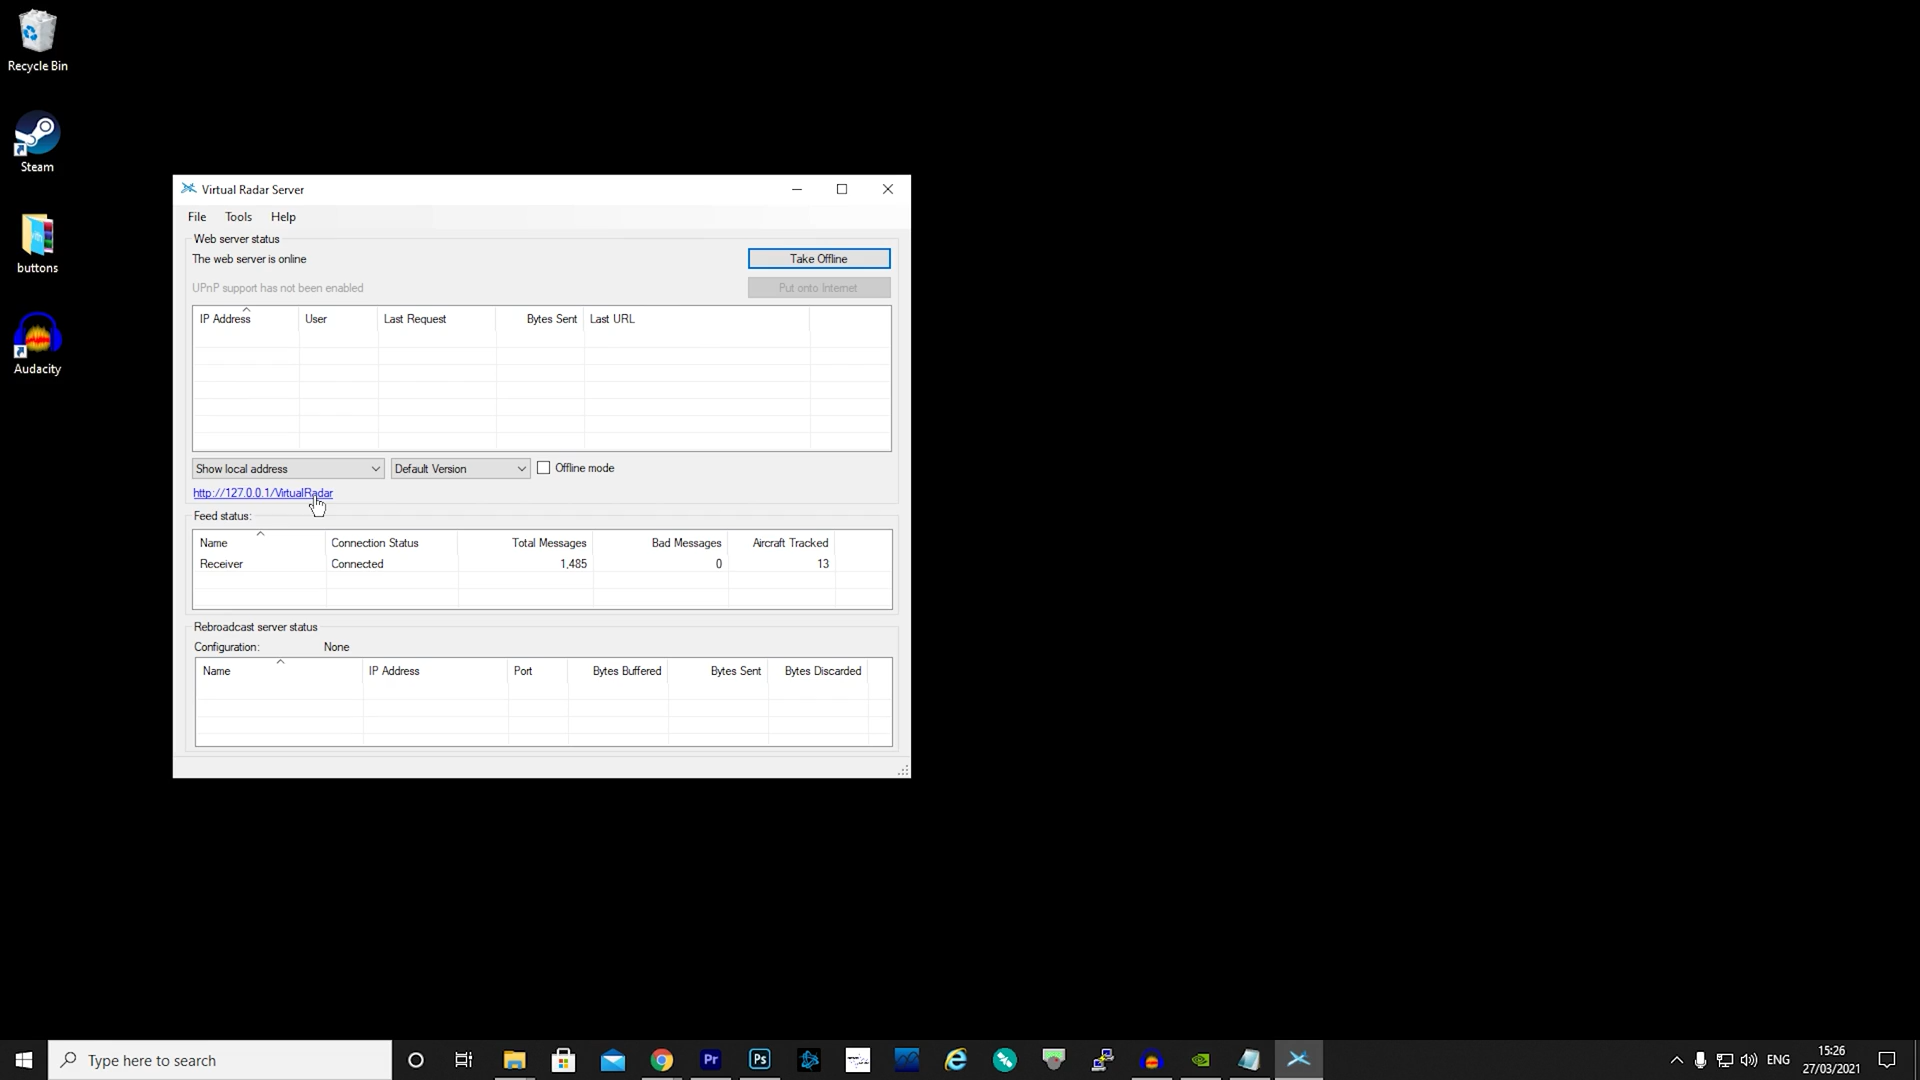 Recycle Bin
Steam
buttons
Audacity
Virtual Radar Server
File Tools Help
Web server status
The web server is online
Take Offline
UPnP support has not been enabled
Put onto Internet
IP Address User Last Request Bytes Sent Last URL
Show local address Default Version Offline mode
http://127.0.0.1/VirtualRadar
Feed status:
Name Connection Status Total Messages Bad Messages Aircraft Tracked
Receiver Connected 1,485 0 13
Rebroadcast server status
Configuration: None
Name IP Address Port Bytes Buffered Bytes Sent Bytes Discarded
Type here to search
Pr
Ps
ENG
15:26
27/03/2021